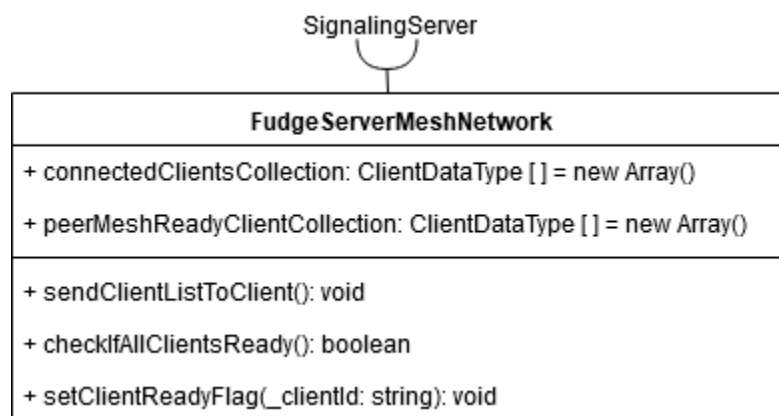 SignalingServer
FudgeServerMeshNetwork
+ connectedClientsCollection: ClientDataType [ ] = new Array()
+ peerMeshReadyClientCollection: ClientDataType [ ] = new Array()
+ sendClientListToClient(): void
+ checkIfAllClientsReady(): boolean
+ setClientReadyFlag(_clientId: string): void